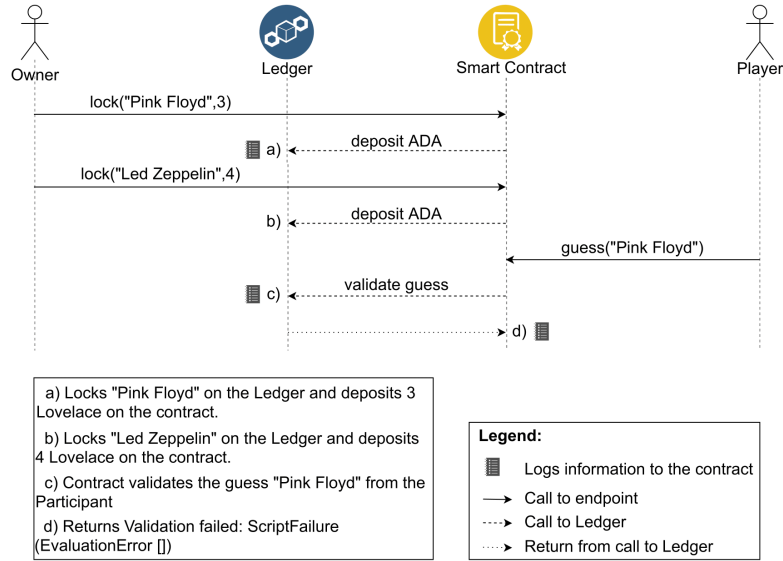 Owner
Ledger
Smart Contract
Player
lock("Pink Floyd",3)
a)
deposit ADA
lock("Led Zeppelin",4)
b)
deposit ADA
guess("Pink Floyd")
c)
validate guess
d)
a) Locks "Pink Floyd" on the Ledger and deposits 3
Lovelace on the contract.
b) Locks "Led Zeppelin" on the Ledger and deposits
4 Lovelace on the contract.
c) Contract validates the guess "Pink Floyd" from the
Participant
d) Returns Validation failed: ScriptFailure
(EvaluationError [])
Legend:
Logs information to the contract
Call to endpoint
Call to Ledger
Return from call to Ledger